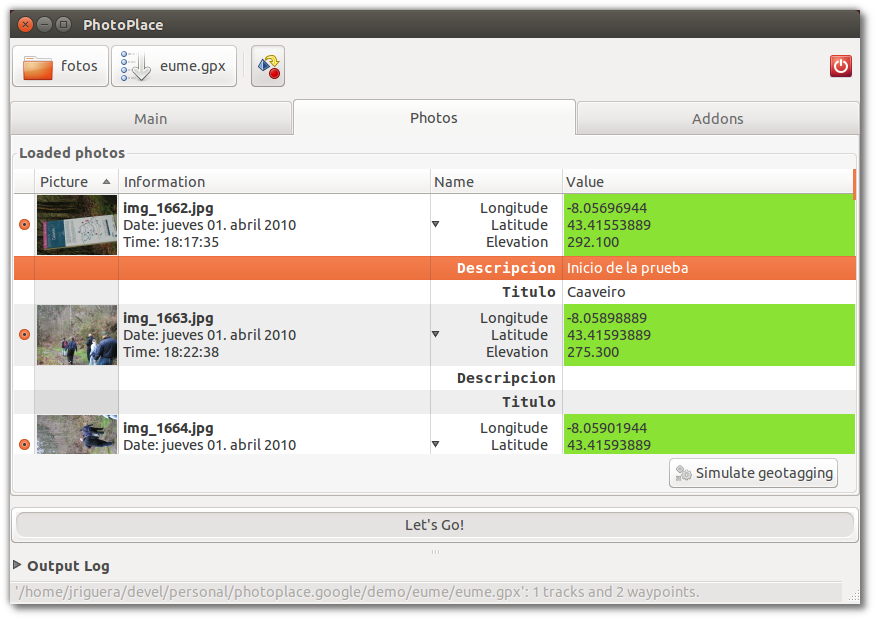 PhotoPlace
fotos
eume.gpx
Main
Photos
Addons
Loaded photos
Picture
Information
Name
Value
img_1662.jpg
Date: jueves 01. abril 2010
Time: 18:17:35
Longitude
Latitude
Elevation
-8.05696944
43.41553889
292.100
Descripcion
Inicio de la prueba
Titulo
Caaveiro
img_1663.jpg
Date: jueves 01. abril 2010
Time: 18:22:38
Longitude
Latitude
Elevation
-8.05898889
43.41593889
275.300
Descripcion
Titulo
img_1664.jpg
Date: jueves 01. abril 2010
Longitude
Latitude
-8.05901944
43.41593889
Simulate geotagging
Let's Go!
Output Log
'/home/jriguera/devel/personal/photoplace.google/demo/eume/eume.gpx': 1 tracks and 2 waypoints.